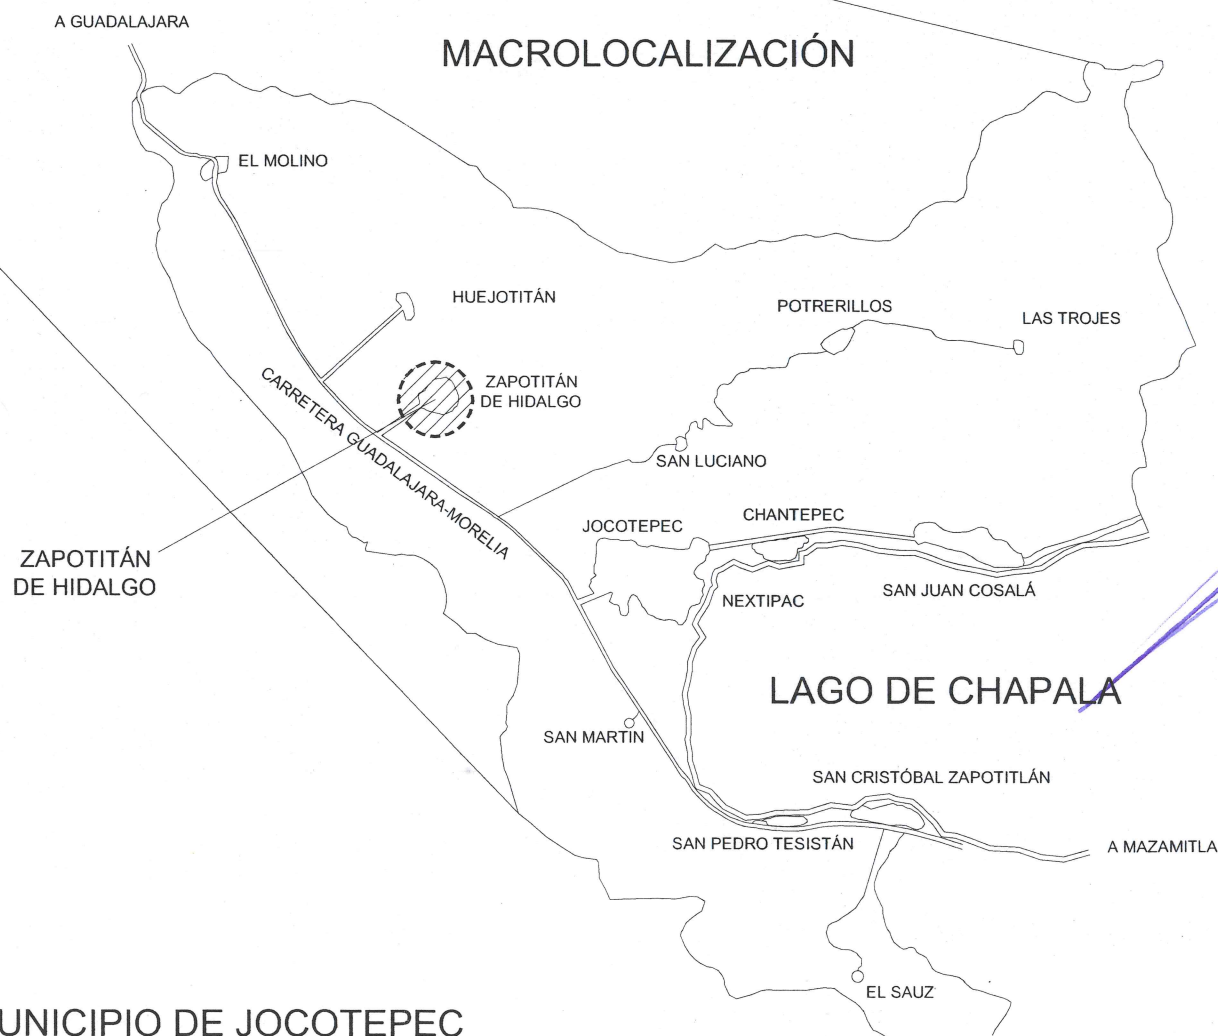 A GUADALAJARA
MACROLOCALIZACIÓN
EL MOLINO
HUEJOTITÁN
POTRERILLOS
LAS TROJES
ZAPOTITÁN
DE HIDALGO
CARRETERA GUADALAJARA-MORELIA
SAN LUCIANO
JOCOTEPEC
CHANTEPEC
ZAPOTITÁN
DE HIDALGO
SAN JUAN COSALÁ
NEXTIPAC
LAGO DE CHAPALA
SAN MARTIN
SAN CRISTÓBAL ZAPOTITLÁN
SAN PEDRO TESISTÁN
A MAZAMITLA
EL SAUZ
UNICIPIO DE JOCOTEPEC